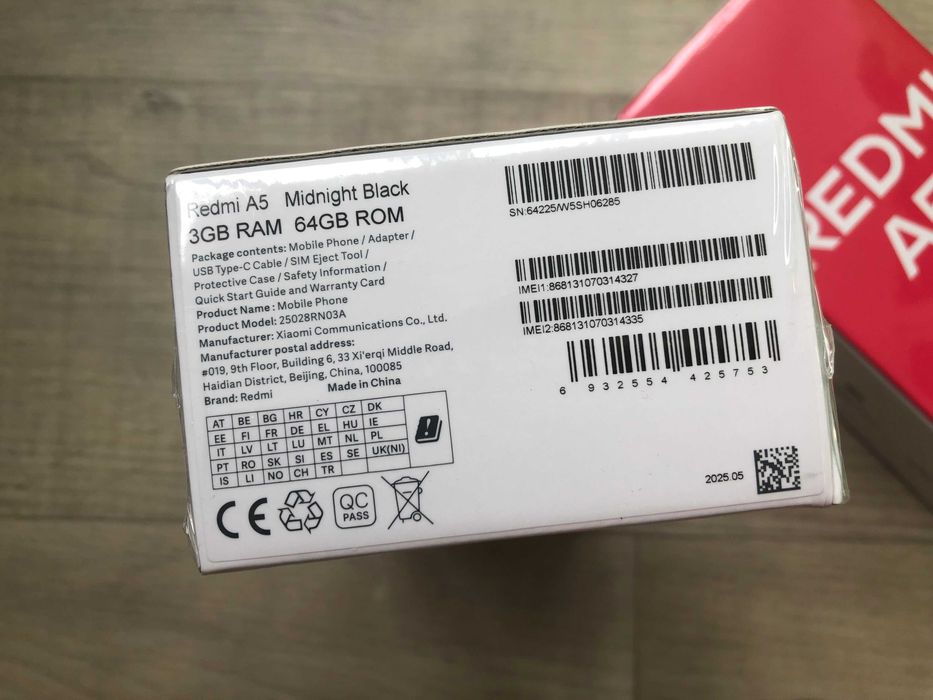 Redmi A5 Midnight Black
3GB RAM 64GB ROM
Package contents: Mobile Phone / Adapter /
USB Type-C Cable / SIM Eject Tool /
Protective Case / Safety Information /
Quick Start Guide and Warranty Card
Product Name: Mobile Phone
Product Model: 25028RN03A
Manufacturer: Xiaomi Communications Co., Ltd.
Manufacturer postal address:
#019, 9th Floor, Building 6, 33 Xi'erqi Middle Road,
Haidian District, Beijing, China, 100085
Brand: Redmi Made in China
AT BE BG HR CY CZ DK
EE FI FR DE EL HU IE
IT LV LT LU MT NL PL
PT RO SK SI ES SE UK(NI)
IS LI NO CH TR
CE
QC
PASS
SN:64225/W5SH06285
IMEI1:868131070314327
IMEI2:868131070314335
6 932554 425753
2025.05
REDMI